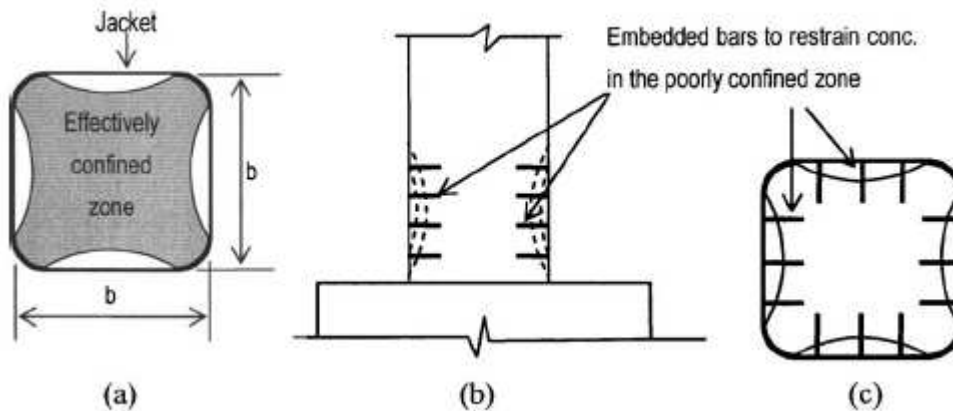 Jacket
Effectively
confined
zone
b
b
Embedded bars to restrain conc.
in the poorly confined zone
(a)
(b)
(c)